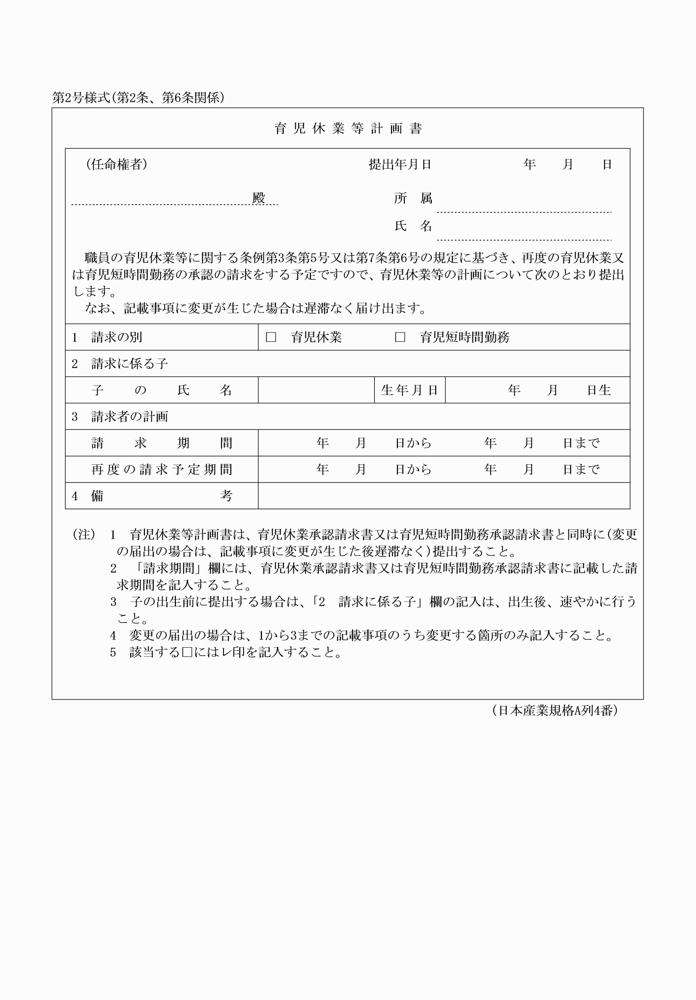 第2号様式(第2条、第6条関係)
育児休業等計画書
(任命権者)　提出年月日　年　月　日
殿　所　属
氏　名
職員の育児休業等に関する条例第3条第5号又は第7条第6号の規定に基づき、再度の育児休業又
は育児短時間勤務の承認の請求をする予定ですので、育児休業等の計画について次のとおり提出
します。
なお、記載事項に変更が生じた場合は遅滞なく届け出ます。
1　請求の別　□　育児休業　□　育児短時間勤務
2　請求に係る子
子の氏名　生年月日　年　月　日生
3　請求者の計画
請求期間　年　月　日から　年　月　日まで
再度の請求予定期間　年　月　日から　年　月　日まで
4　備考
(注)　1　育児休業等計画書は、育児休業承認請求書又は育児短時間勤務承認請求書と同時に(変更
の届出の場合は、記載事項に変更が生じた後遅滞なく)提出すること。
2　「請求期間」欄には、育児休業承認請求書又は育児短時間勤務承認請求書に記載した請
求期間を記入すること。
3　子の出生前に提出する場合は、「2　請求に係る子」欄の記入は、出生後、速やかに行う
こと。
4　変更の届出の場合は、1から3までの記載事項のうち変更する箇所のみ記入すること。
5　該当する□にはレ印を記入すること。
(日本産業規格A列4番)